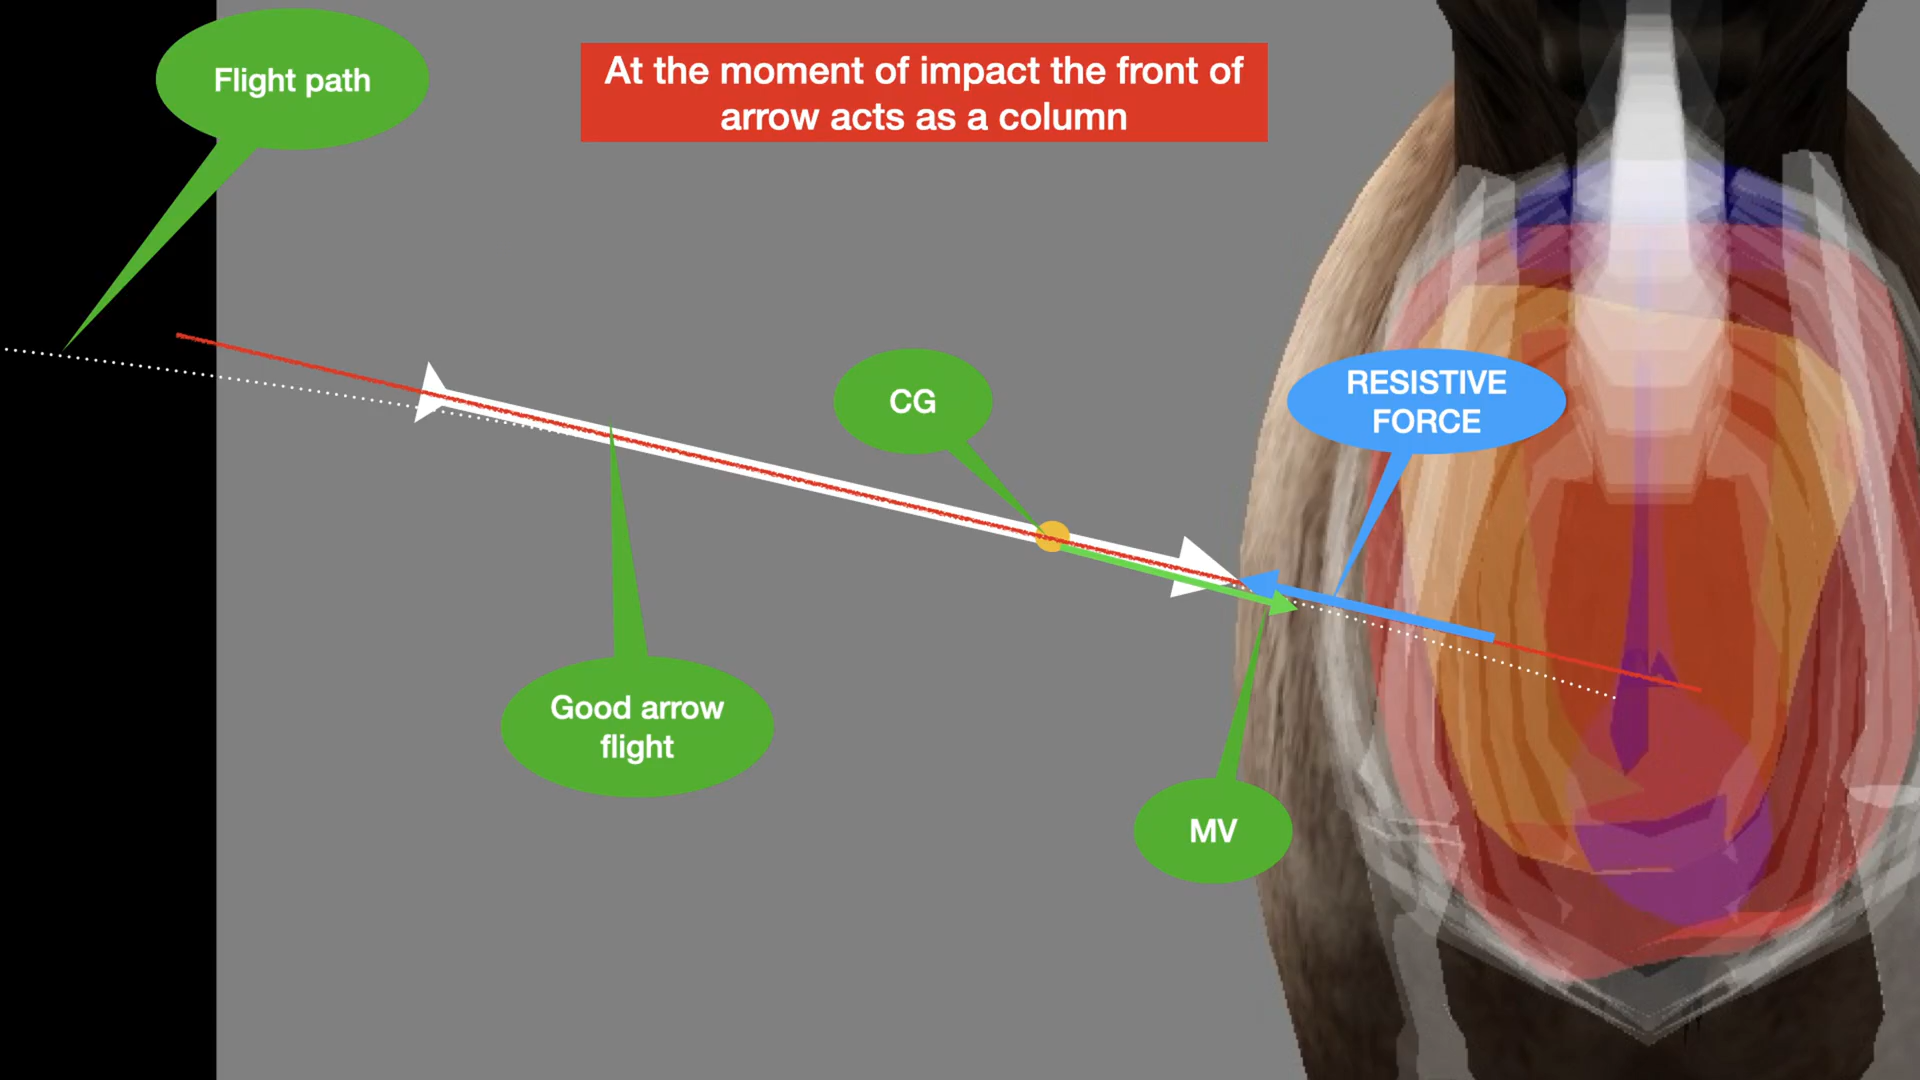 Flight path
At the moment of impact the front of
arrow acts as a column
CG
RESISTIVE
FORCE
Good arrow
flight
MV